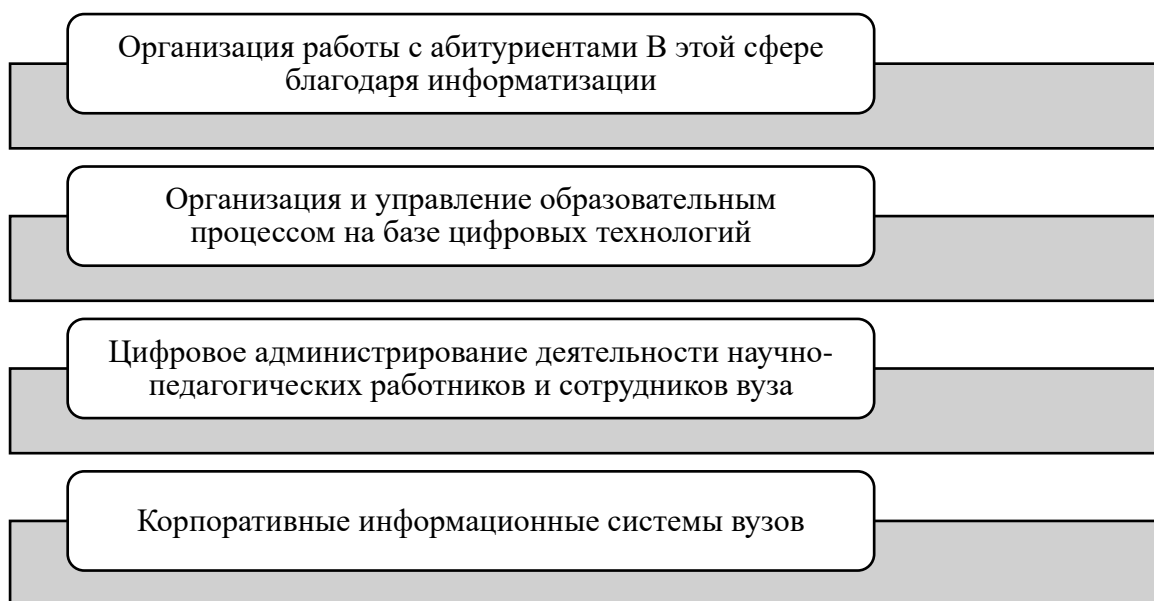 Организация работы с абитуриентами В этой сфере
благодаря информатизации
Организация и управление образовательным
процессом на базе цифровых технологий
Цифровое администрирование деятельности научно-
педагогических работников и сотрудников вуза
Корпоративные информационные системы вузов